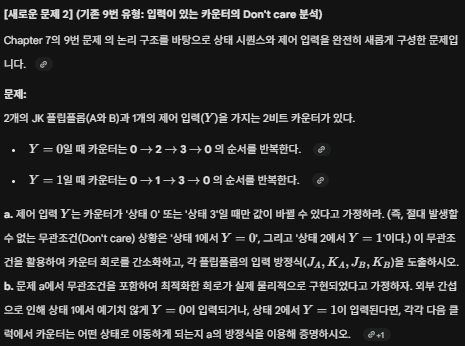 [새로운 문제 2] (기존 9번 유형: 입력이 있는 카운터의 Don't care 분석)
Chapter 7의 9번 문제 의 논리 구조를 바탕으로 상태 시퀀스와 제어 입력을 완전히 새롭게 구성한 문제입니
다.
문제:
2개의 JK 플립플롭(A와 B)과 1개의 제어 입력(Y)을 가지는 2비트 카운터가 있다.
• Y = 0일 때 카운터는 0 → 2 → 3 → 0 의 순서를 반복한다.
• Y = 1일 때 카운터는 0 → 1 → 3 → 0 의 순서를 반복한다.
a. 제어 입력 Y는 카운터가 '상태 0' 또는 '상태 3'일 때만 값이 바뀔 수 있다고 가정하라. (즉, 절대 발생할
수 없는 무관조건(Don't care) 상황은 '상태 1에서 Y = 0', 그리고 '상태 2에서 Y = 1'이다.) 이 무관조
건을 활용하여 카운터 회로를 간소화하고, 각 플립플롭의 입력 방정식(J_A, K_A, J_B, K_B)을 도출하시오.
b. 문제 a에서 무관조건을 포함하여 최적화한 회로가 실제 물리적으로 구현되었다고 가정하자. 외부 간섭
으로 인해 상태 1에서 예기치 않게 Y = 0이 입력되거나, 상태 2에서 Y = 1이 입력된다면, 각각 다음 클
럭에서 카운터는 어떤 상태로 이동하게 되는지 a의 방정식을 이용해 증명하시오. +1